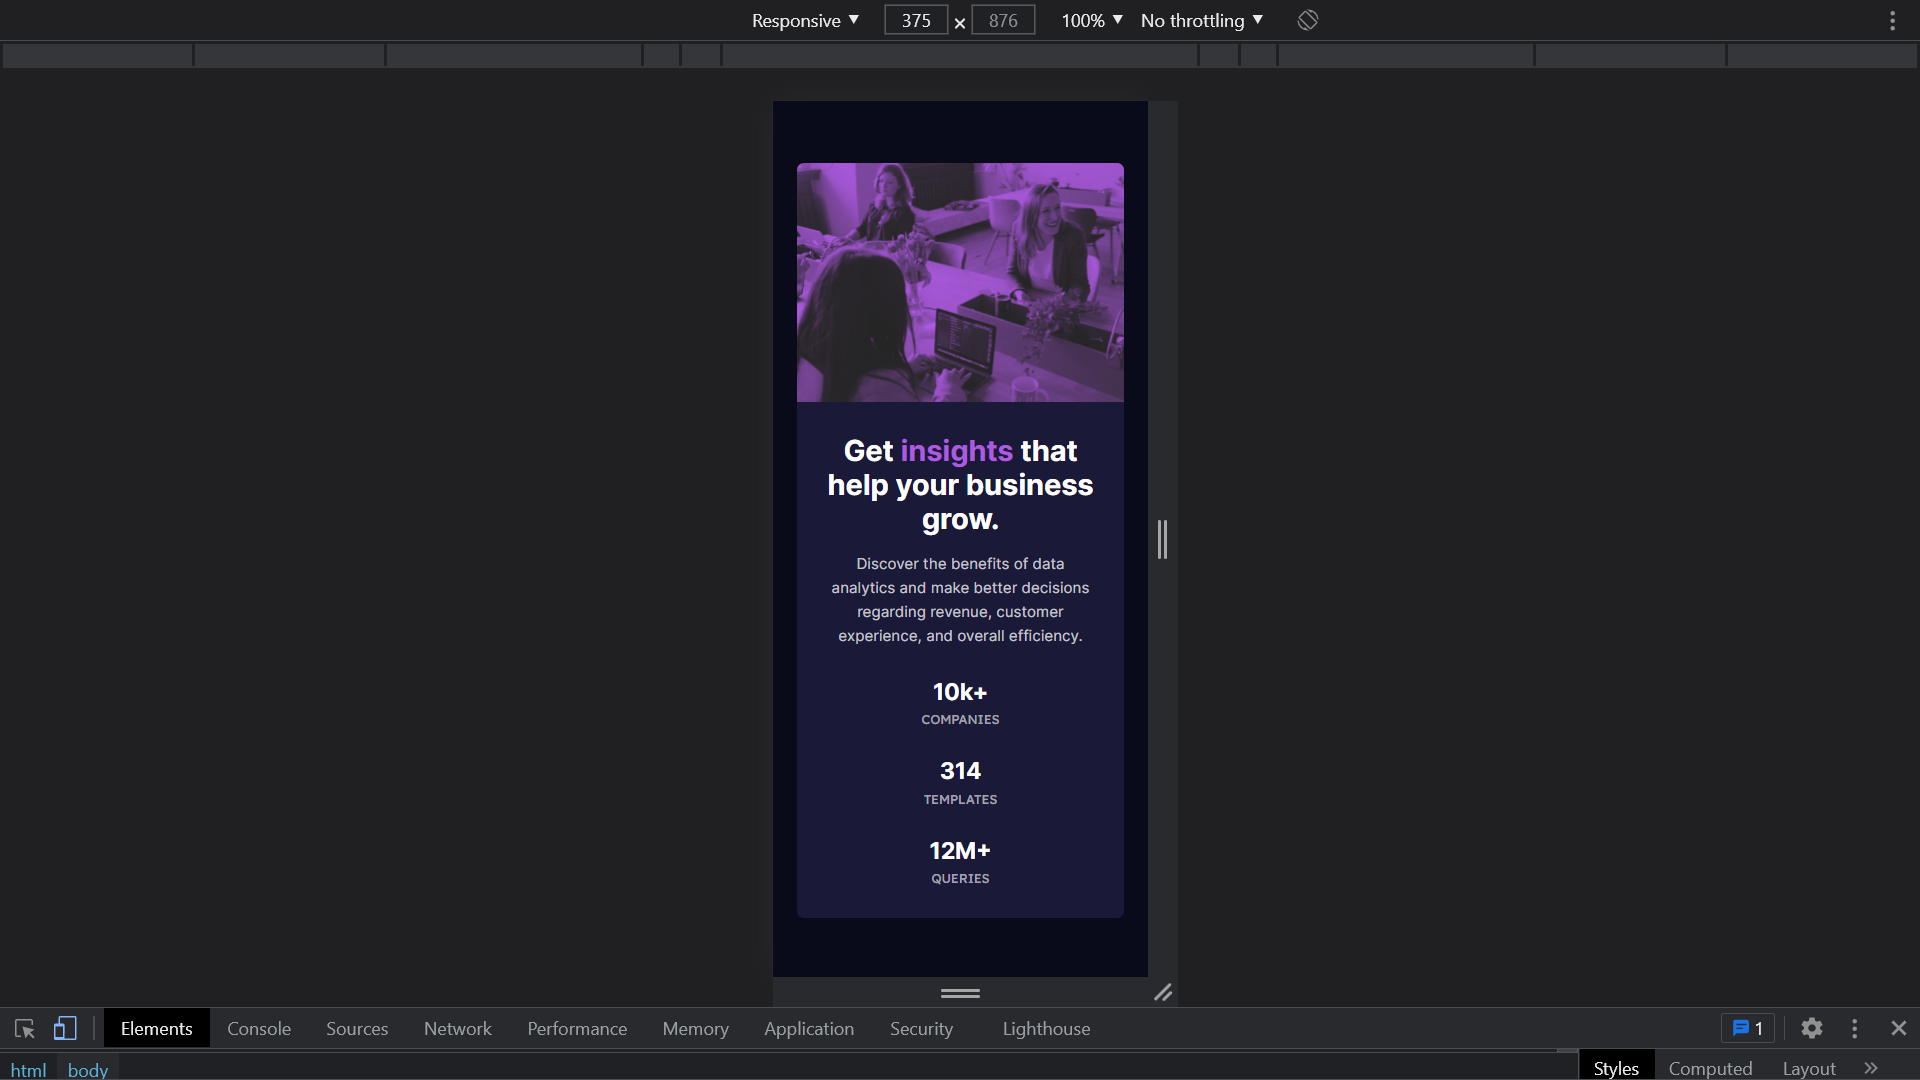 Responsive ▼ 375 × 876 100% ▼ No throttling ▼
Get insights that
help your business
grow.
Discover the benefits of data
analytics and make better decisions
regarding revenue, customer
experience, and overall efficiency.
10k+
COMPANIES
314
TEMPLATES
12M+
QUERIES
Elements Console Sources Network Performance Memory Application Security Lighthouse 1
html body Styles Computed Layout